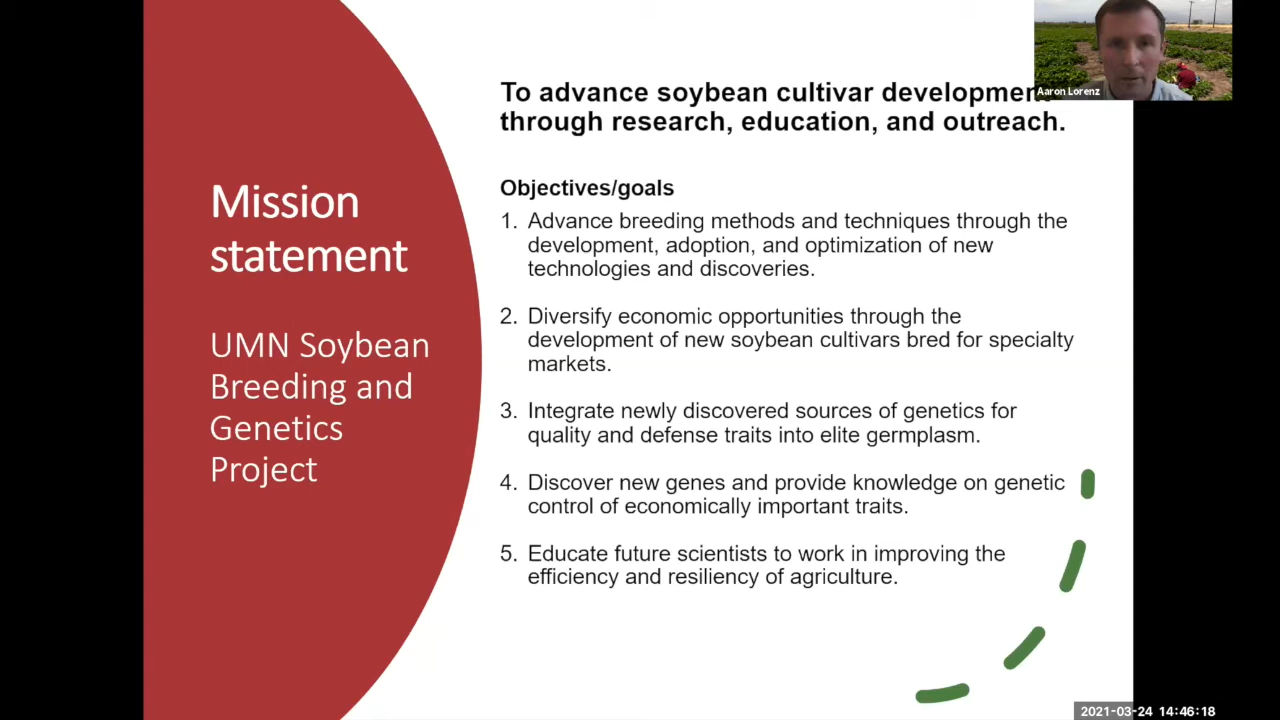 Mission
statement
UMN Soybean
Breeding and
Genetics
Project
To advance soybean cultivar development
through research, education, and outreach.
Objectives/goals
1. Advance breeding methods and techniques through the
development, adoption, and optimization of new
technologies and discoveries.
2. Diversify economic opportunities through the
development of new soybean cultivars bred for specialty
markets.
3. Integrate newly discovered sources of genetics for
quality and defense traits into elite germplasm.
4. Discover new genes and provide knowledge on genetic
control of economically important traits.
5. Educate future scientists to work in improving the
efficiency and resiliency of agriculture.
Aaron Lorenz
2021-03-24 14:46:18